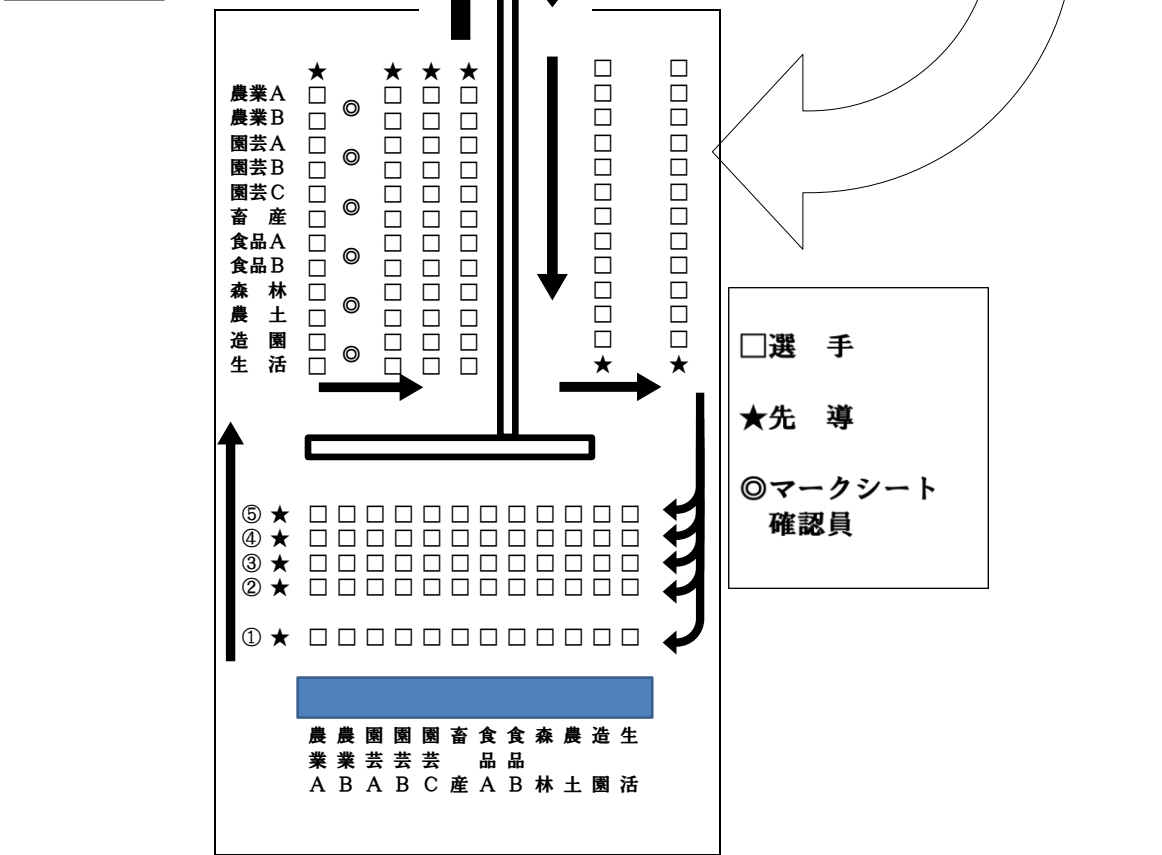 ★ ★ ★ ★ □ □
農業A □ ◎ □ □ □ □ □
農業B □ □ □ □ □ □
園芸A □ ◎ □ □ □ □ □
園芸B □ □ □ □ □ □
園芸C □ ◎ □ □ □ □ □
畜　産 □ □ □ □ □ □
食品A □ ◎ □ □ □ □ □
食品B □ □ □ □ □ □
森　林 □ ◎ □ □ □ □ □
農　土 □ □ □ □ □ □
造　園 □ ◎ □ □ □ □ □
生　活 □ □ □ □ ★ ★
⑤ ★ □ □ □ □ □ □ □ □ □ □ □ □
④ ★ □ □ □ □ □ □ □ □ □ □ □ □
③ ★ □ □ □ □ □ □ □ □ □ □ □ □
② ★ □ □ □ □ □ □ □ □ □ □ □ □
① ★ □ □ □ □ □ □ □ □ □ □ □ □
農業A
農業B
園芸A
園芸B
園芸C
畜産
食品A
食品B
森林
農土
造園
生活
□選　手
★先　導
◎マークシート
確認員